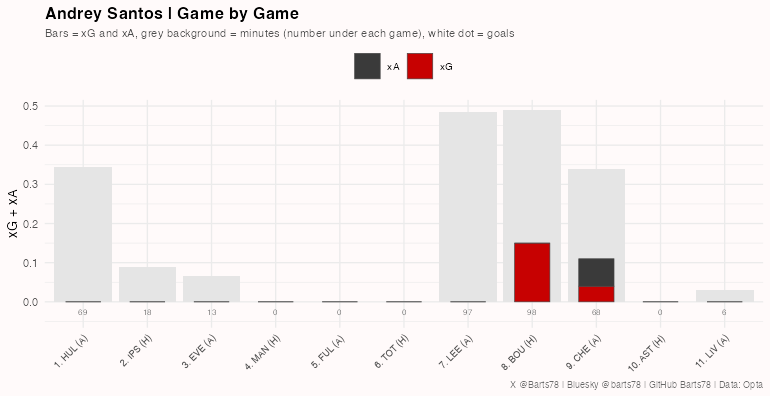 Andrey Santos | Game by Game
Bars = xG and xA, grey background = minutes (number under each game), white dot = goals
xA xG
xG + xA
0.5
0.4
0.3
0.2
0.1
0.0
69 18 13 0 0 0 97 98 68 0 6
1. HUL (A) 2. IPS (H) 3. EVE (A) 4. MAN (H) 5. FUL (A) 6. TOT (H) 7. LEE (A) 8. BOU (H) 9. CHE (A) 10. AST (H) 11. LIV (A)
X @Barts78 | Bluesky @barts78 | GitHub Barts78 | Data: Opta